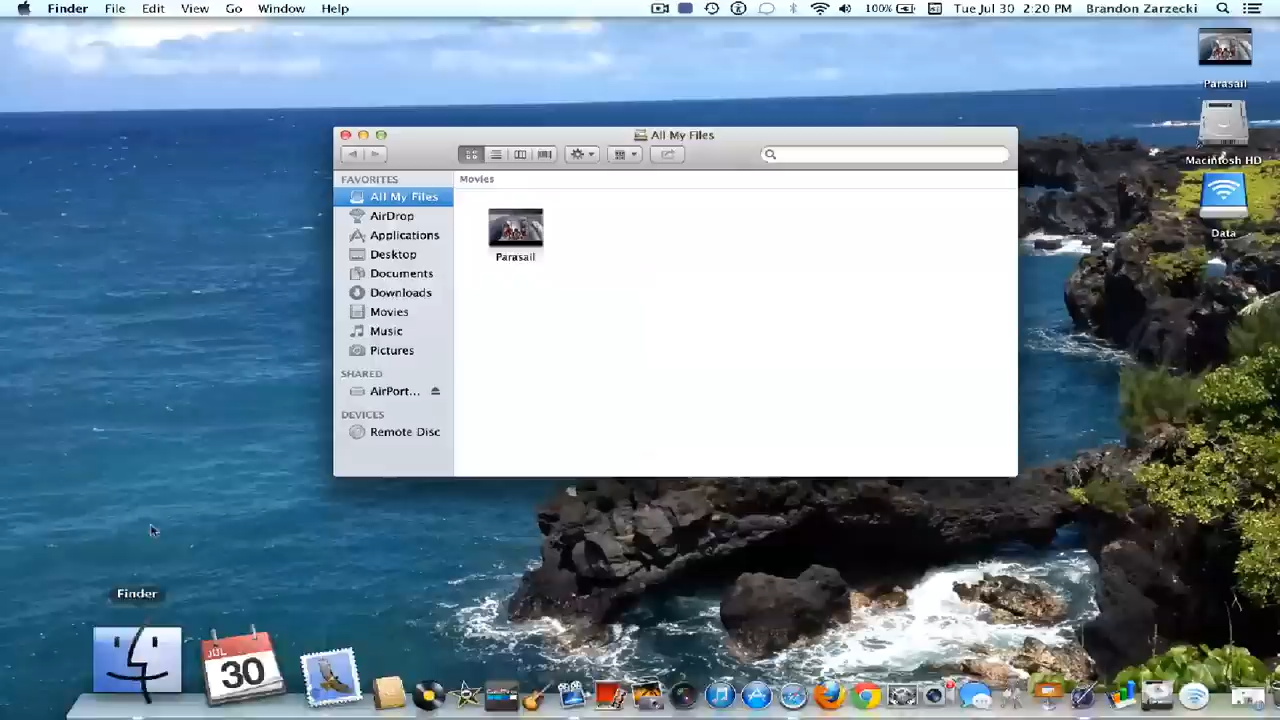 Finder File Edit View Go Window Help 100% Tue Jul 30 2:20 PM Brandon Zarzecki
Parasail
Macintosh HD
Data
All My Files
FAVORITES
All My Files
AirDrop
Applications
Desktop
Documents
Downloads
Movies
Music
Pictures
SHARED
AirPort...
DEVICES
Remote Disc
Movies
Parasail
Finder
JUL
30